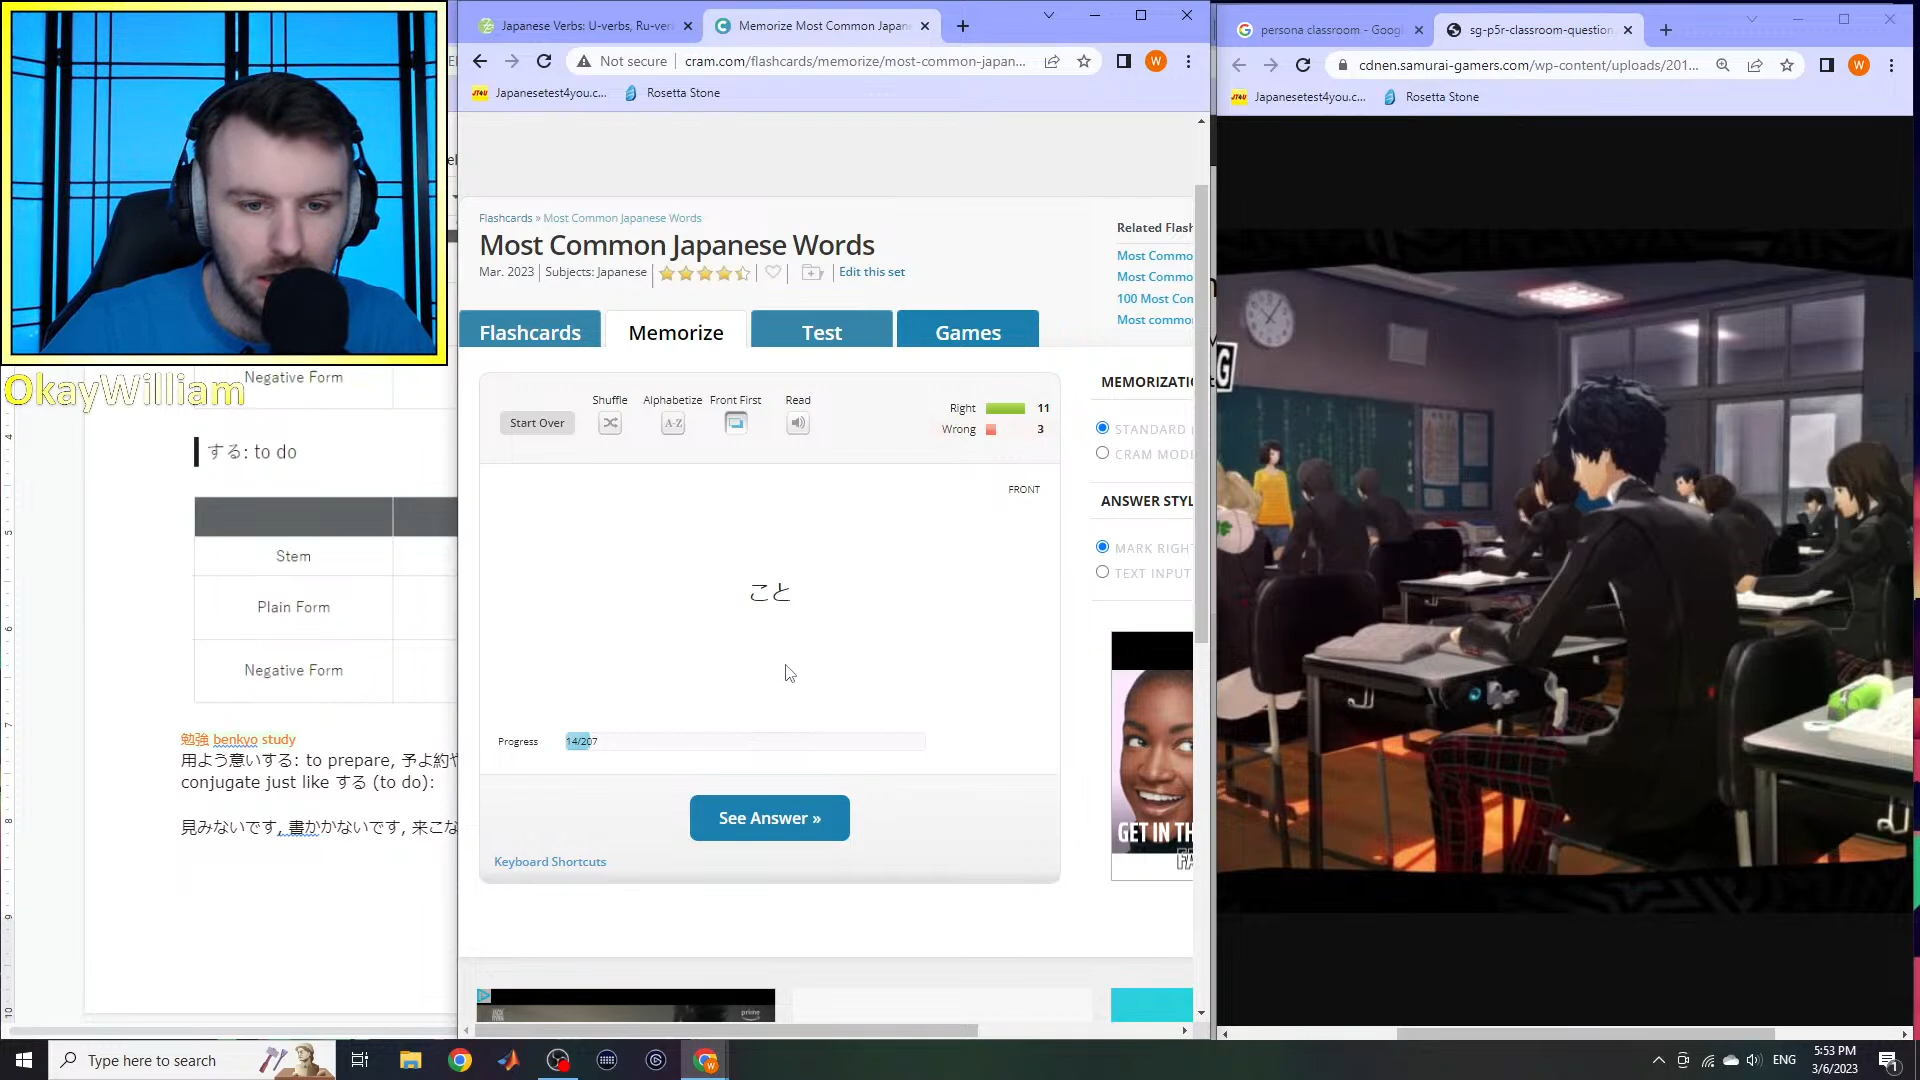 OkayWilliam
Negative Form
する: to do
Stem
Plain Form
Negative Form
勉強 benkyo study
用よう意いする: to prepare, 予よ約や
conjugate just like する (to do):
見みないです, 書かかないです, 来こな
Japanese Verbs: U-verbs, Ru-ver
Memorize Most Common Japan
Not secure
cram.com/flashcards/memorize/most-common-japan...
Japanesetest4you.c...
Rosetta Stone
Flashcards » Most Common Japanese Words
Most Common Japanese Words
Mar. 2023
Subjects: Japanese
Edit this set
Related Flash
Most Commo
Most Commo
100 Most Con
Most commo
Flashcards
Memorize
Test
Games
Start Over
Shuffle
Alphabetize
A-Z
Front First
Read
Right 11
Wrong 3
FRONT
こと
Progress
14/207
See Answer »
Keyboard Shortcuts
MEMORIZATI
STANDARD
CRAM MODE
ANSWER STYL
MARK RIGHT
TEXT INPUT
GET IN TH
prime
persona classroom - Googl
sg-p5r-classroom-question
cdnen.samurai-gamers.com/wp-content/uploads/201...
Japanesetest4you.c...
Rosetta Stone
Type here to search
ENG
5:53 PM
3/6/2023